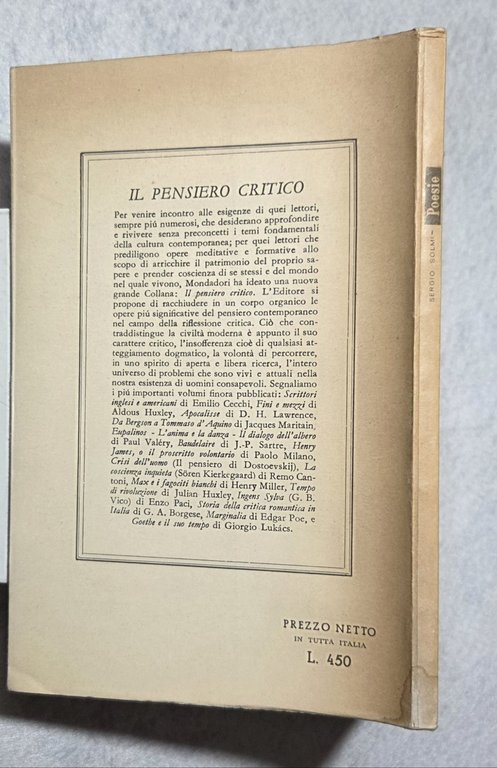 IL PENSIERO CRITICO
Per venire incontro alle esigenze di quei lettori,
sempre piú numerosi, che desiderano approfondire
e rivivere senza preconcetti i temi fondamentali
della cultura contemporanea; per quei lettori che
prediligono opere meditative e formative allo
scopo di arricchire il patrimonio del proprio sa-
pere e prender coscienza di se stessi e del mondo
nel quale vivono, Mondadori ha ideato una nuova
grande Collana: Il pensiero critico. L'Editore si
propone di racchiudere in un corpo organico le
opere piú significative del pensiero contemporaneo
nel campo della riflessione critica. Ciò che con-
traddistingue la civiltà moderna è appunto il suo
carattere critico, l'insofferenza cioè di qualsiasi at-
teggiamento dogmatico, la volontà di percorrere,
in uno spirito di aperta e libera ricerca, l'intero
universo di problemi che sono vivi e attuali nella
nostra esistenza di uomini consapevoli. Segnaliamo
i piú importanti volumi finora pubblicati: Scrittori
inglesi e americani di Emilio Cecchi, Fini e mezzi di
Aldous Huxley, Apocalisse di D. H. Lawrence,
Da Bergson a Tommaso d'Aquino di Jacques Maritain,
Eupalinos - L'anima e la danza - Il dialogo dell'albero
di Paul Valéry, Baudelaire di J.-P. Sartre, Henry
James, o il proscritto volontario di Paolo Milano,
Crisi dell'uomo (Il pensiero di Dostoevskij), La
coscienza inquieta (Sören Kierkegaard) di Remo Can-
toni, Max e i fagociti bianchi di Henry Miller, Tempo
di rivoluzione di Julian Huxley, Ingens Sylva (G. B.
Vico) di Enzo Paci, Storia della critica romantica in
Italia di G. A. Borgese, Marginalia di Edgar Poe, e
Goethe e il suo tempo di Giorgio Lukács.
PREZZO NETTO
IN TUTTA ITALIA
L. 450
SERGIO SOLMI - Poesie